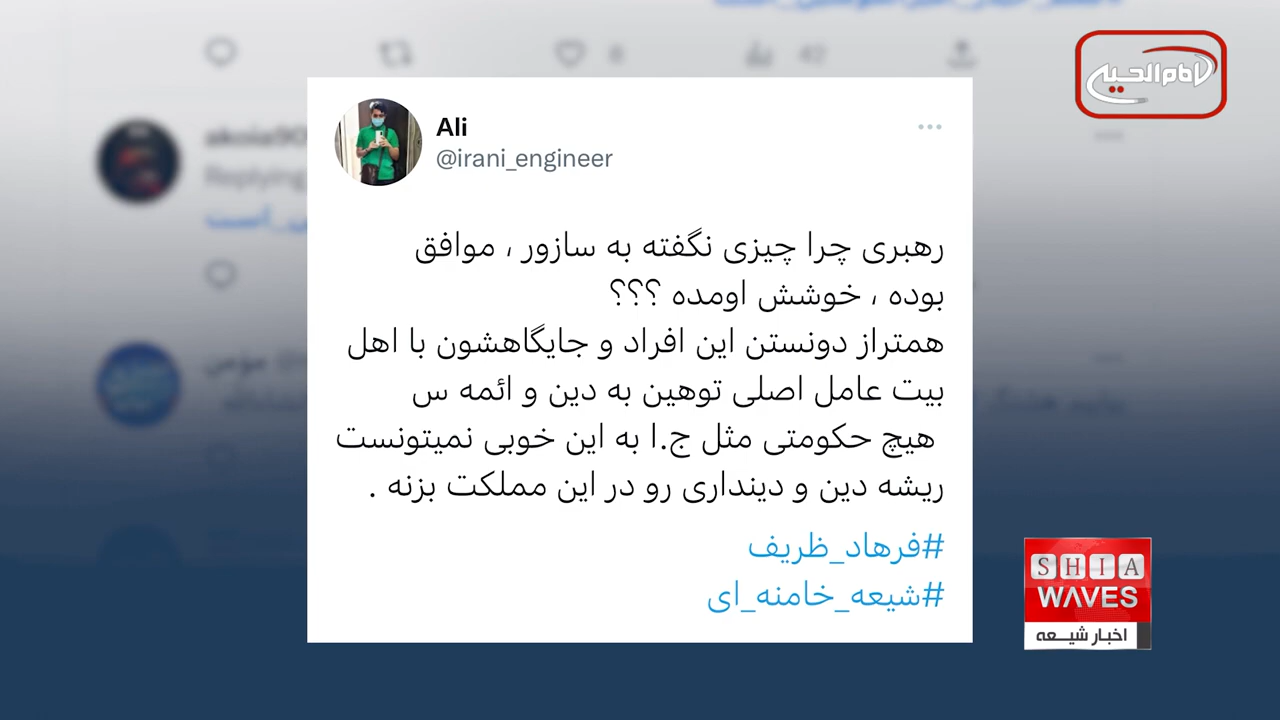 Ali
@irani_engineer
رهبری چرا چیزی نگفته به سازور ، موافق
بوده ، خوشش اومده ؟؟؟
همتراز دونستن این افراد و جایگاهشون با اهل
بیت عامل اصلی توهین به دین و ائمه س
هیچ حکومتی مثل ج.ا به این خوبی نمیتونست
ریشه دین و دینداری رو در این مملکت بزنه .
#فرهاد_ظریف
#شیعه_خامنه_ای
SHIA
WAVES
اخبار شیعه